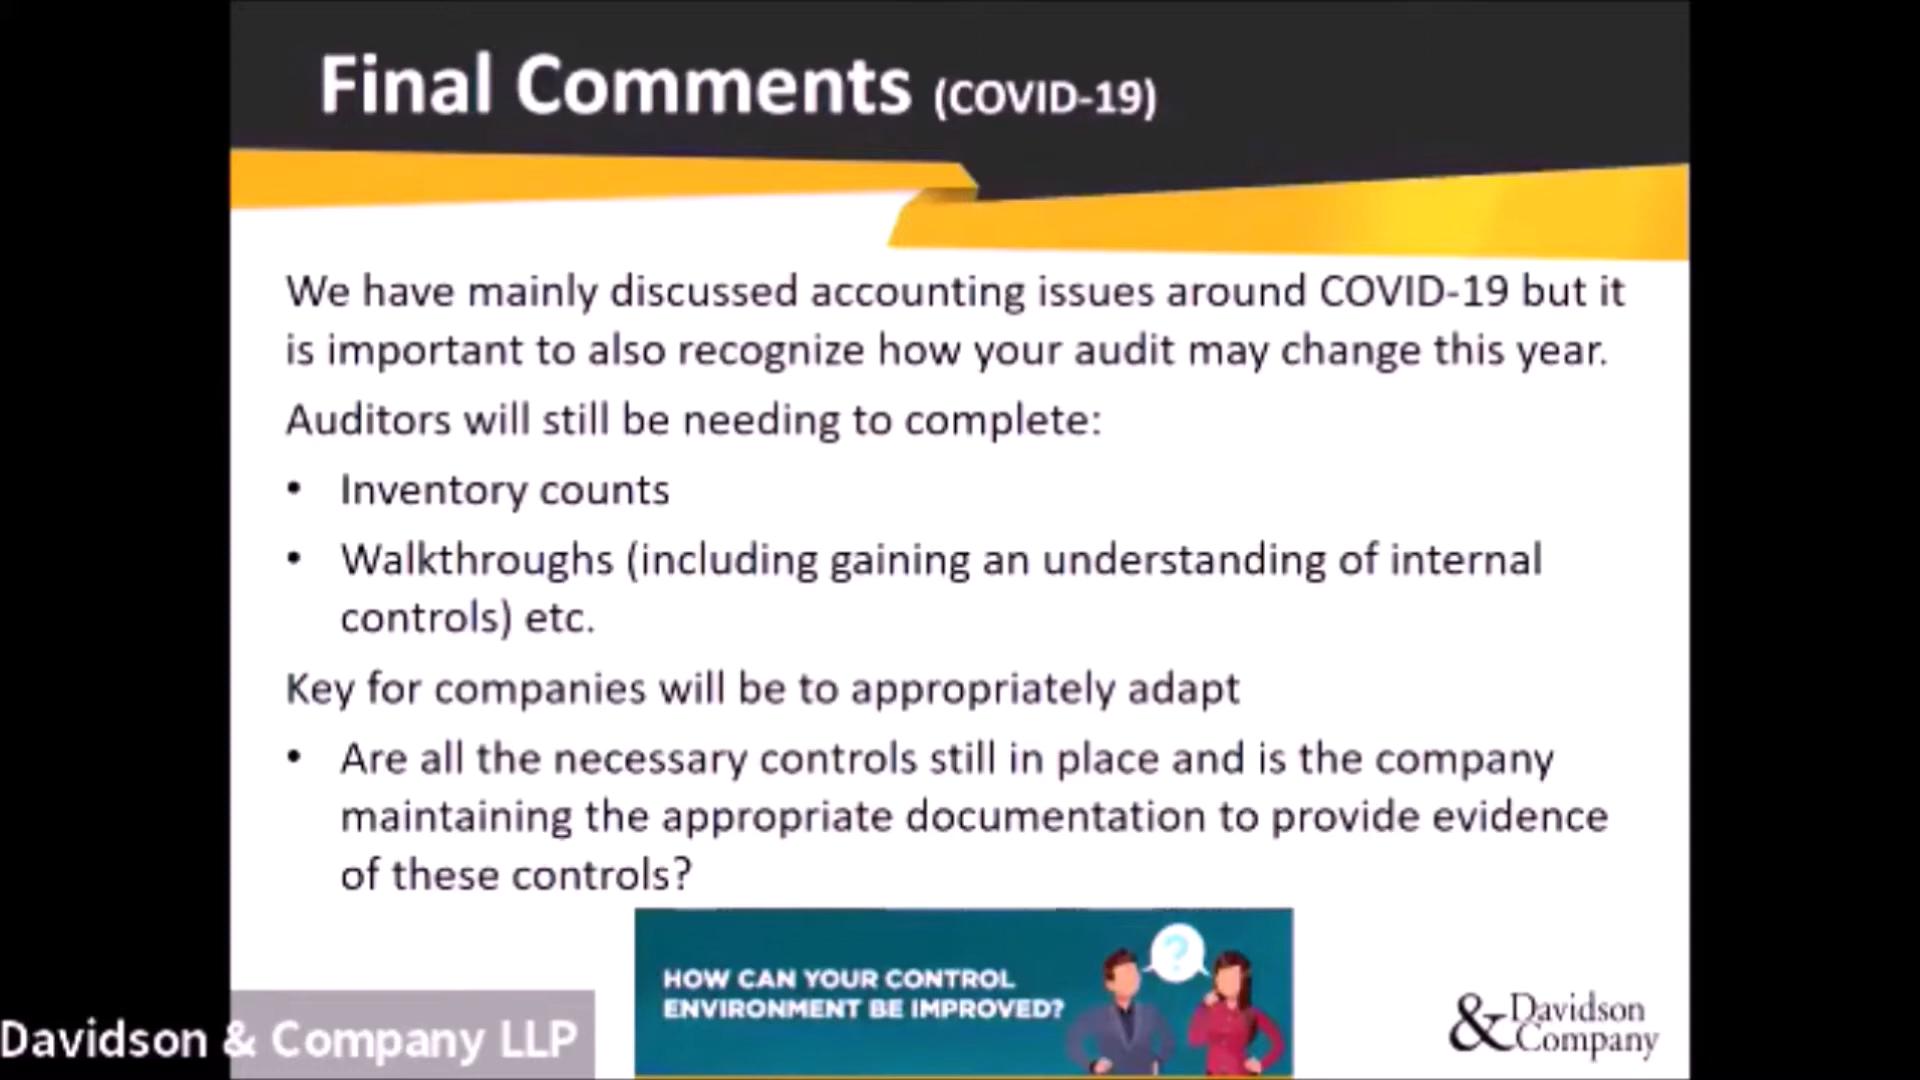 Final Comments (COVID-19)
We have mainly discussed accounting issues around COVID-19 but it
is important to also recognize how your audit may change this year.
Auditors will still be needing to complete:
• Inventory counts
• Walkthroughs (including gaining an understanding of internal
controls) etc.
Key for companies will be to appropriately adapt
• Are all the necessary controls still in place and is the company
maintaining the appropriate documentation to provide evidence
of these controls?
HOW CAN YOUR CONTROL
ENVIRONMENT BE IMPROVED?
?
Davidson & Company LLP
& Davidson
Company